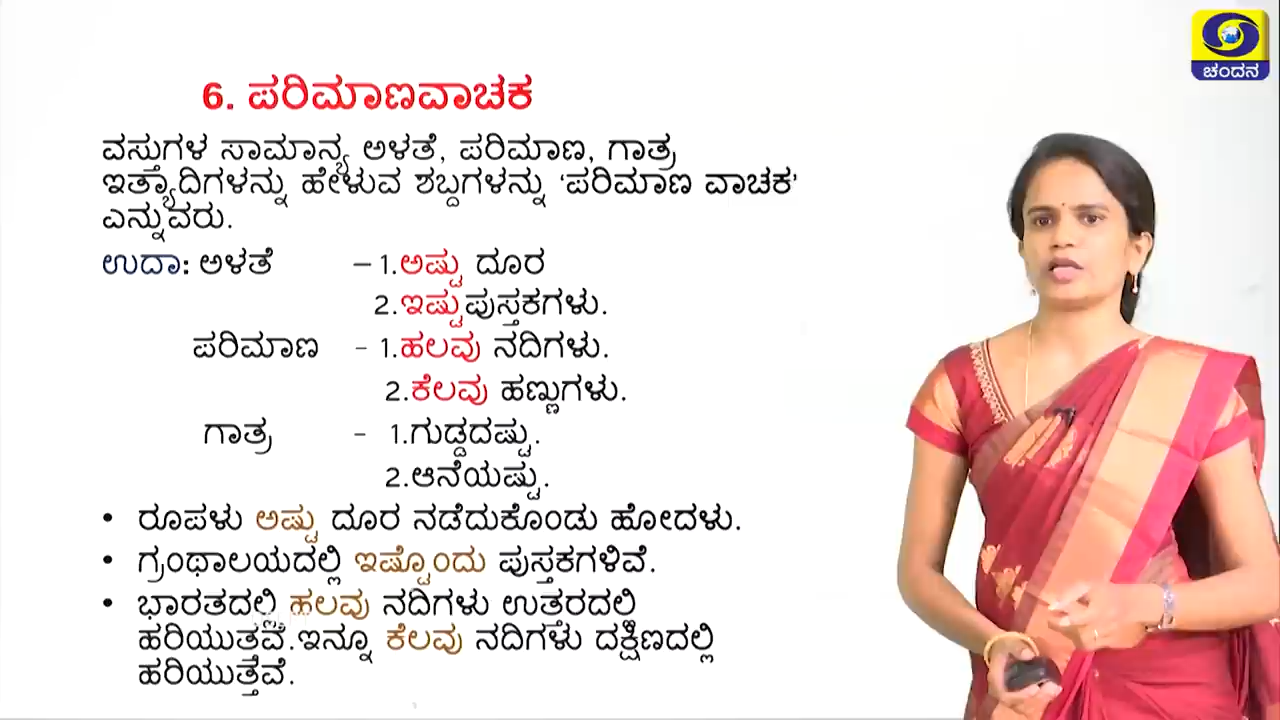 ಚಂದನ
6. ಪರಿಮಾಣವಾಚಕ
ವಸ್ತುಗಳ ಸಾಮಾನ್ಯ ಅಳತೆ, ಪರಿಮಾಣ, ಗಾತ್ರ
ಇತ್ಯಾದಿಗಳನ್ನು ಹೇಳುವ ಶಬ್ದಗಳನ್ನು ‘ಪರಿಮಾಣ ವಾಚಕ’
ಎನ್ನುವರು.
ಉದಾ: ಅಳತೆ – 1.ಅಷ್ಟು ದೂರ
2.ಇಷ್ಟುಪುಸ್ತಕಗಳು.
ಪರಿಮಾಣ – 1.ಹಲವು ನದಿಗಳು.
2.ಕೆಲವು ಹಣ್ಣುಗಳು.
ಗಾತ್ರ – 1.ಗುಡ್ಡದಷ್ಟು.
2.ಆನೆಯಷ್ಟು.
• ರೂಪಳು ಅಷ್ಟು ದೂರ ನಡೆದುಕೊಂಡು ಹೋದಳು.
• ಗ್ರಂಥಾಲಯದಲ್ಲಿ ಇಷ್ಟೊಂದು ಪುಸ್ತಕಗಳಿವೆ.
• ಭಾರತದಲ್ಲಿ ಹಲವು ನದಿಗಳು ಉತ್ತರದಲ್ಲಿ
ಹರಿಯುತ್ತವೆ.ಇನ್ನೂ ಕೆಲವು ನದಿಗಳು ದಕ್ಷಿಣದಲ್ಲಿ
ಹರಿಯುತ್ತೆವೆ.